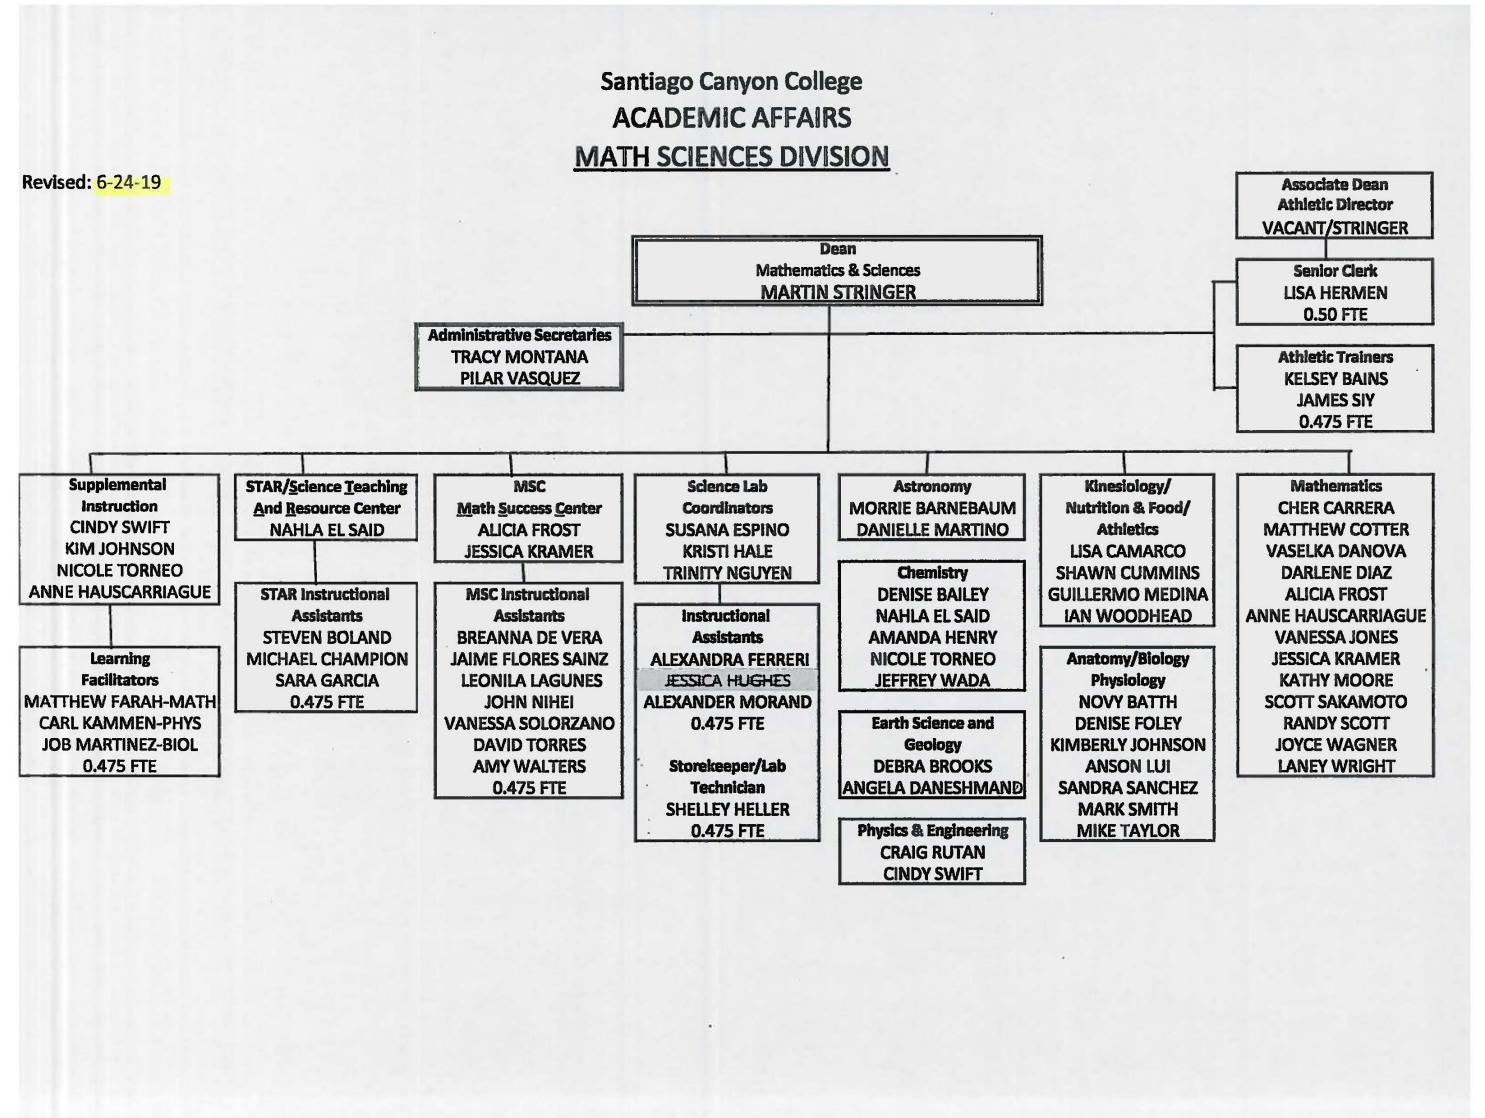 Santiago Canyon College
ACADEMIC AFFAIRS
MATH SCIENCES DIVISION
Revised: 6-24-19
Associate Dean
Athletic Director
VACANT/STRINGER
Dean
Mathematics & Sciences
MARTIN STRINGER
Senior Clerk
LISA HERMEN
0.50 FTE
Administrative Secretaries
TRACY MONTANA
PILAR VASQUEZ
Athletic Trainers
KELSEY BAINS
JAMES SIY
0.475 FTE
Supplemental
Instruction
CINDY SWIFT
KIM JOHNSON
NICOLE TORNEO
ANNE HAUSCARRIAGUE
Learning
Facilitators
MATTHEW FARAH-MATH
CARL KAMMEN-PHYS
JOB MARTINEZ-BIOL
0.475 FTE
STAR/Science Teaching
And Resource Center
NAHLA EL SAID
STAR Instructional
Assistants
STEVEN BOLAND
MICHAEL CHAMPION
SARA GARCIA
0.475 FTE
MSC
Math Success Center
ALICIA FROST
JESSICA KRAMER
MSC Instructional
Assistants
BREANNA DE VERA
JAIME FLORES SAINZ
LEONILA LAGUNES
JOHN NIHEI
VANESSA SOLORZANO
DAVID TORRES
AMY WALTERS
0.475 FTE
Science Lab
Coordinators
SUSANA ESPINO
KRISTI HALE
TRINITY NGUYEN
Instructional
Assistants
ALEXANDRA FERRERI
JESSICA HUGHES
ALEXANDER MORAND
0.475 FTE
Storekeeper/Lab
Technician
SHELLEY HELLER
0.475 FTE
Astronomy
MORRIE BARNEBAUM
DANIELLE MARTINO
Chemistry
DENISE BAILEY
NAHLA EL SAID
AMANDA HENRY
NICOLE TORNEO
JEFFREY WADA
Earth Science and
Geology
DEBRA BROOKS
ANGELA DANESHMAND
Physics & Engineering
CRAIG RUTAN
CINDY SWIFT
Kinesiology/
Nutrition & Food/
Athletics
LISA CAMARCO
SHAWN CUMMINS
GUILLERMO MEDINA
IAN WOODHEAD
Anatomy/Biology
Physiology
NOVY BATTH
DENISE FOLEY
KIMBERLY JOHNSON
ANSON LUI
SANDRA SANCHEZ
MARK SMITH
MIKE TAYLOR
Mathematics
CHER CARRERA
MATTHEW COTTER
VASELKA DANOVA
DARLENE DIAZ
ALICIA FROST
ANNE HAUSCARRIAGUE
VANESSA JONES
JESSICA KRAMER
KATHY MOORE
SCOTT SAKAMOTO
RANDY SCOTT
JOYCE WAGNER
LANEY WRIGHT